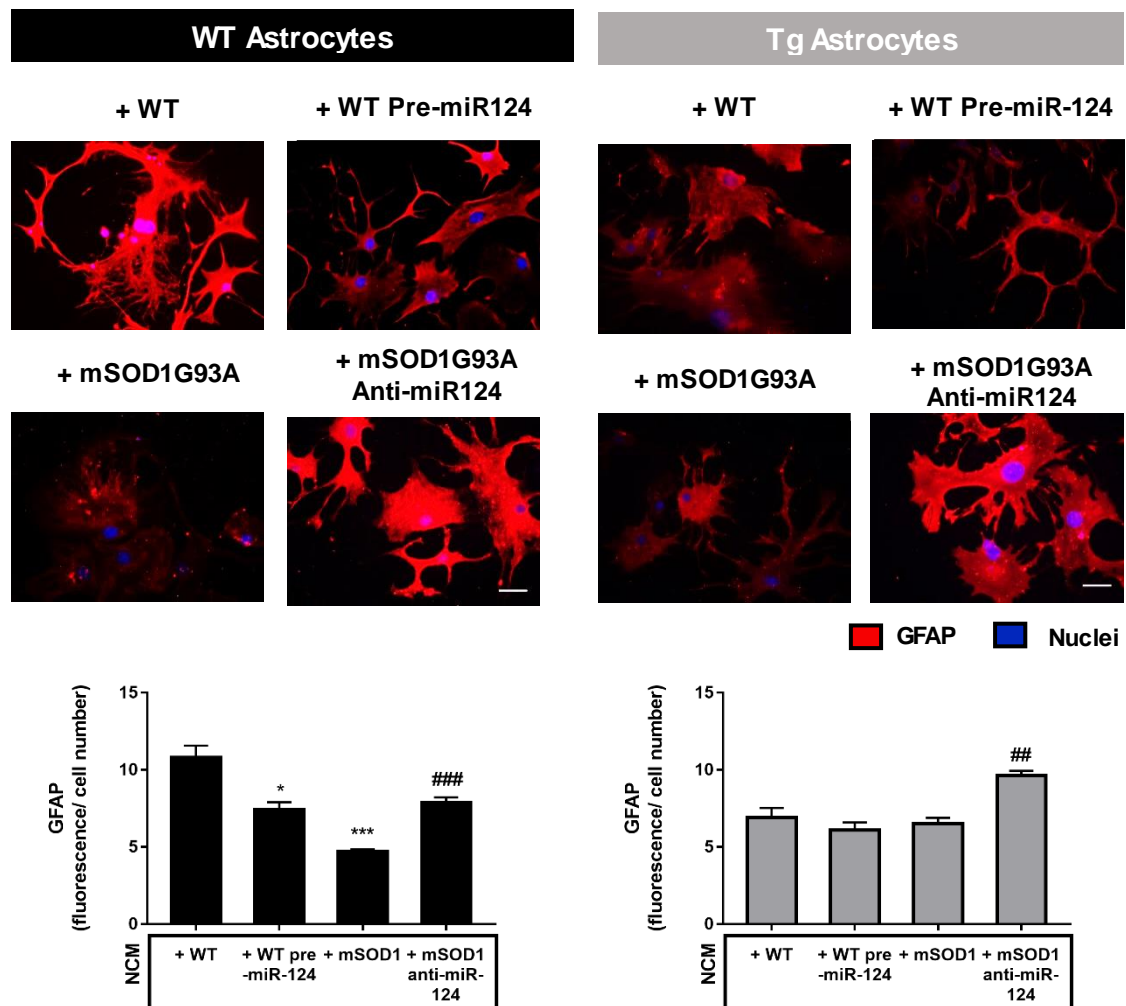 WT Astrocytes
Tg Astrocytes
+ WT
+ WT Pre-miR124
+ WT
+ WT Pre-miR-124
+ mSOD1G93A
+ mSOD1G93A
Anti-miR124
+ mSOD1G93A
+ mSOD1G93A
Anti-miR124
GFAP
Nuclei
GFAP
(fluorescence/ cell number)
15
10
5
0
*
***
###
NCM
+ WT
+ WT pre
-miR-124
+ mSOD1
+ mSOD1
anti-miR-
124
GFAP
(fluorescence/ cell number)
15
10
5
0
##
NCM
+ WT
+ WT pre
-miR-124
+ mSOD1
+ mSOD1
anti-miR-
124